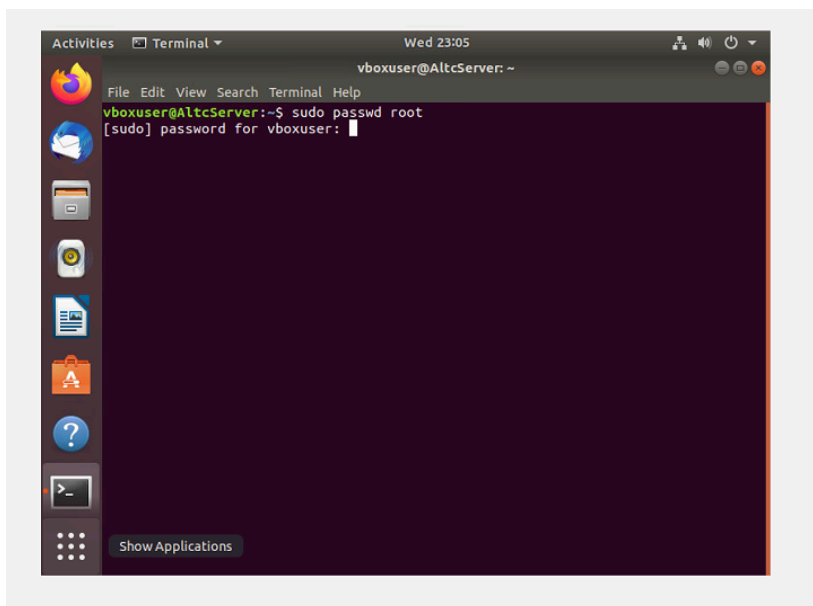 Activities Terminal Wed 23:05
vboxuser@AltcServer: ~
File Edit View Search Terminal Help
vboxuser@AltcServer:~$ sudo passwd root
[sudo] password for vboxuser:
Show Applications